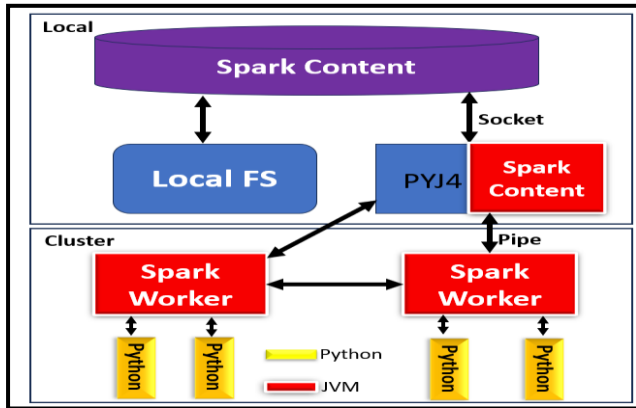 Local
Spark Content
Socket
Local FS
PYJ4
Spark
Content
Cluster
Pipe
Spark
Worker
Spark
Worker
Python
Python
Python
Python
Python
JVM